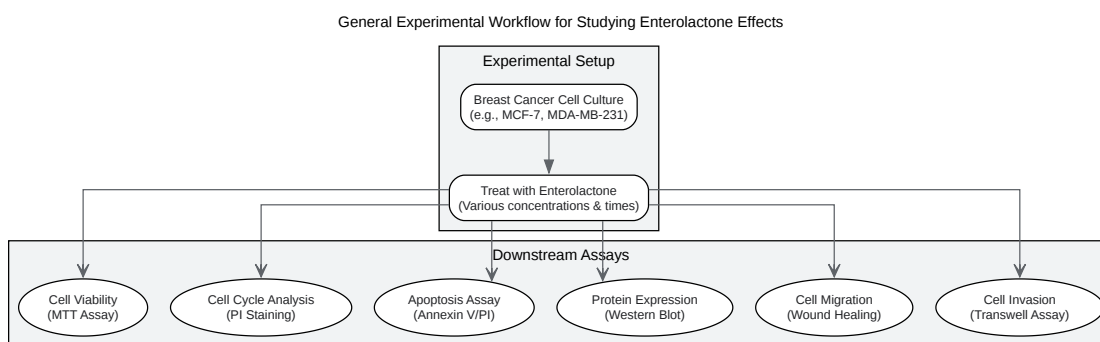 General Experimental Workflow for Studying Enterolactone Effects
Experimental Setup
Breast Cancer Cell Culture
(e.g., MCF-7, MDA-MB-231)
Treat with Enterolactone
(Various concentrations & times)
Downstream Assays
Cell Viability
(MTT Assay)
Cell Cycle Analysis
(PI Staining)
Apoptosis Assay
(Annexin V/PI)
Protein Expression
(Western Blot)
Cell Migration
(Wound Healing)
Cell Invasion
(Transwell Assay)